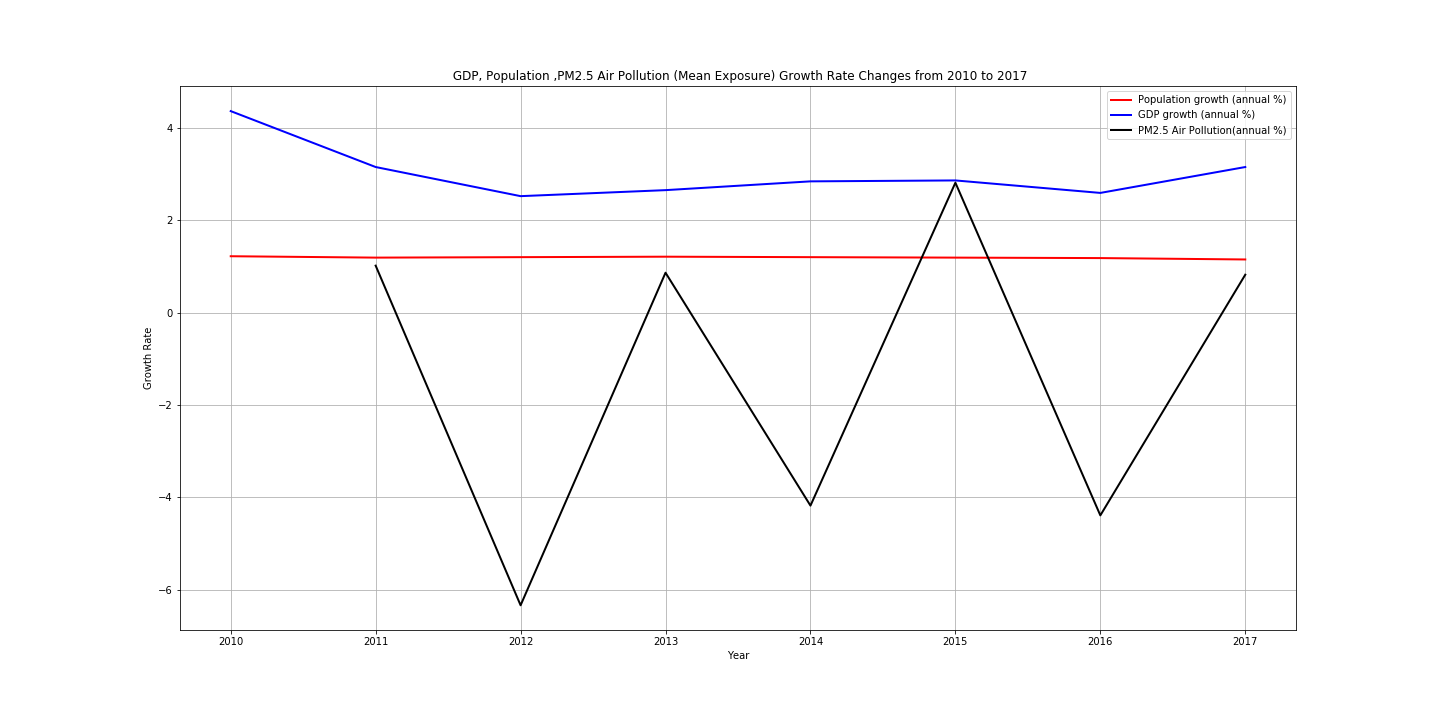 GDP, Population ,PM2.5 Air Pollution (Mean Exposure) Growth Rate Changes from 2010 to 2017
Population growth (annual %)
GDP growth (annual %)
PM2.5 Air Pollution(annual %)
4
2
0
−2
−4
−6
Growth Rate
2010 2011 2012 2013 2014 2015 2016 2017
Year